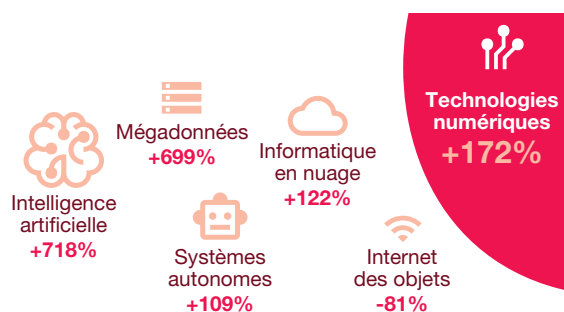 Technologies
numériques
+172%
Mégadonnées
+699%
Informatique
en nuage
+122%
Intelligence
artificielle
+718%
Systèmes
autonomes
+109%
Internet
des objets
-81%